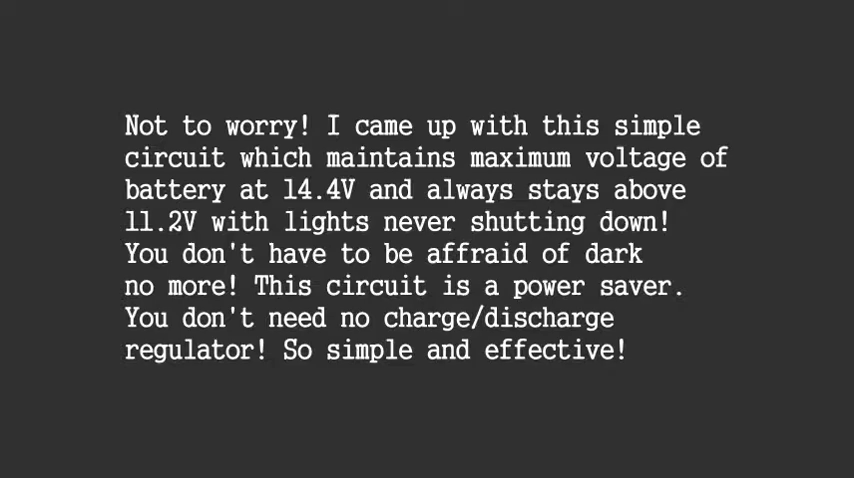 Not to worry! I came up with this simple
circuit which maintains maximum voltage of
battery at 14.4V and always stays above
11.2V with lights never shutting down!
You don't have to be affraid of dark
no more! This circuit is a power saver.
You don't need no charge/discharge
regulator! So simple and effective!